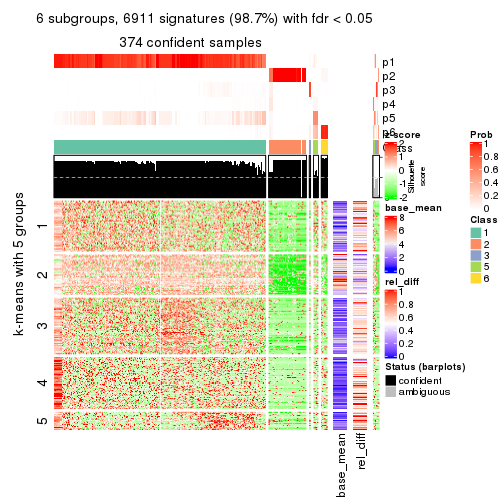 6 subgroups, 6911 signatures (98.7%) with fdr < 0.05
374 confident samples
p1
p2
p3
p4
p5
p6
Class
Silhouette
score
k-means with 5 groups
1
2
3
4
5
base_mean
rel_diff
z-score
2
1
0
-1
-2
base_mean
8
6
4
2
0
rel_diff
1
0.8
0.6
0.4
0.2
0
Status (barplots)
confident
ambiguous
Prob
1
0.8
0.6
0.4
0.2
0
Class
1
2
3
5
6